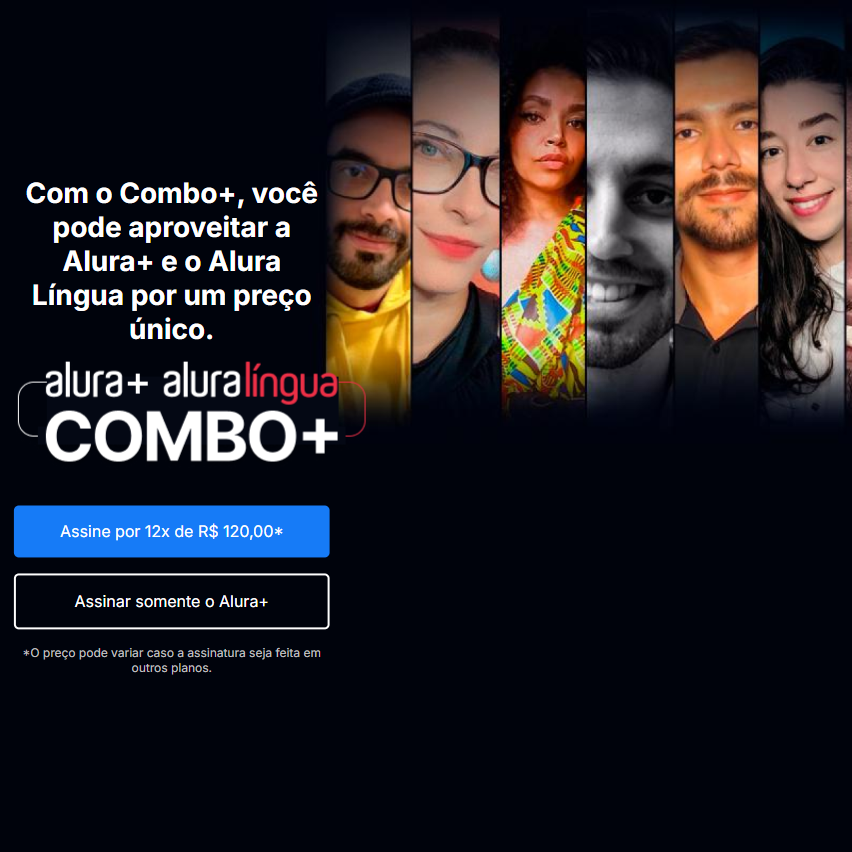 Com o Combo+, você
pode aproveitar a
Alura+ e o Alura
Língua por um preço
único.
alura+ aluralíngua
COMBO+
Assine por 12x de R$ 120,00*
Assinar somente o Alura+
*O preço pode variar caso a assinatura seja feita em
outros planos.